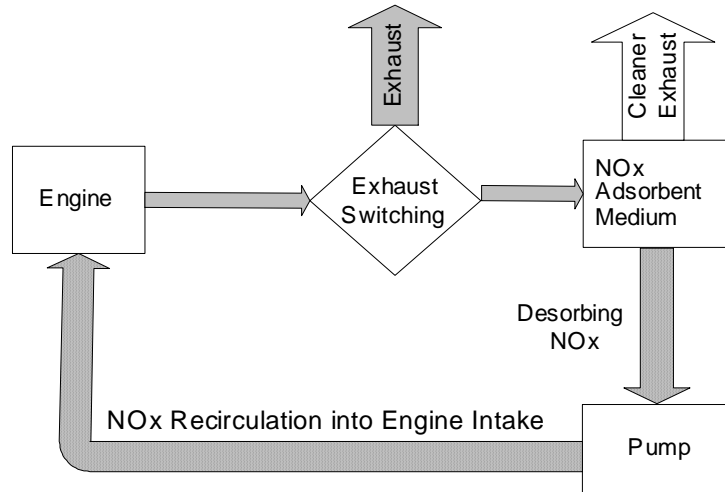 Exhaust
Cleaner
Exhaust
Engine
Exhaust
Switching
NOx
Adsorbent
Medium
Desorbing
NOx
NOx Recirculation into Engine Intake
Pump